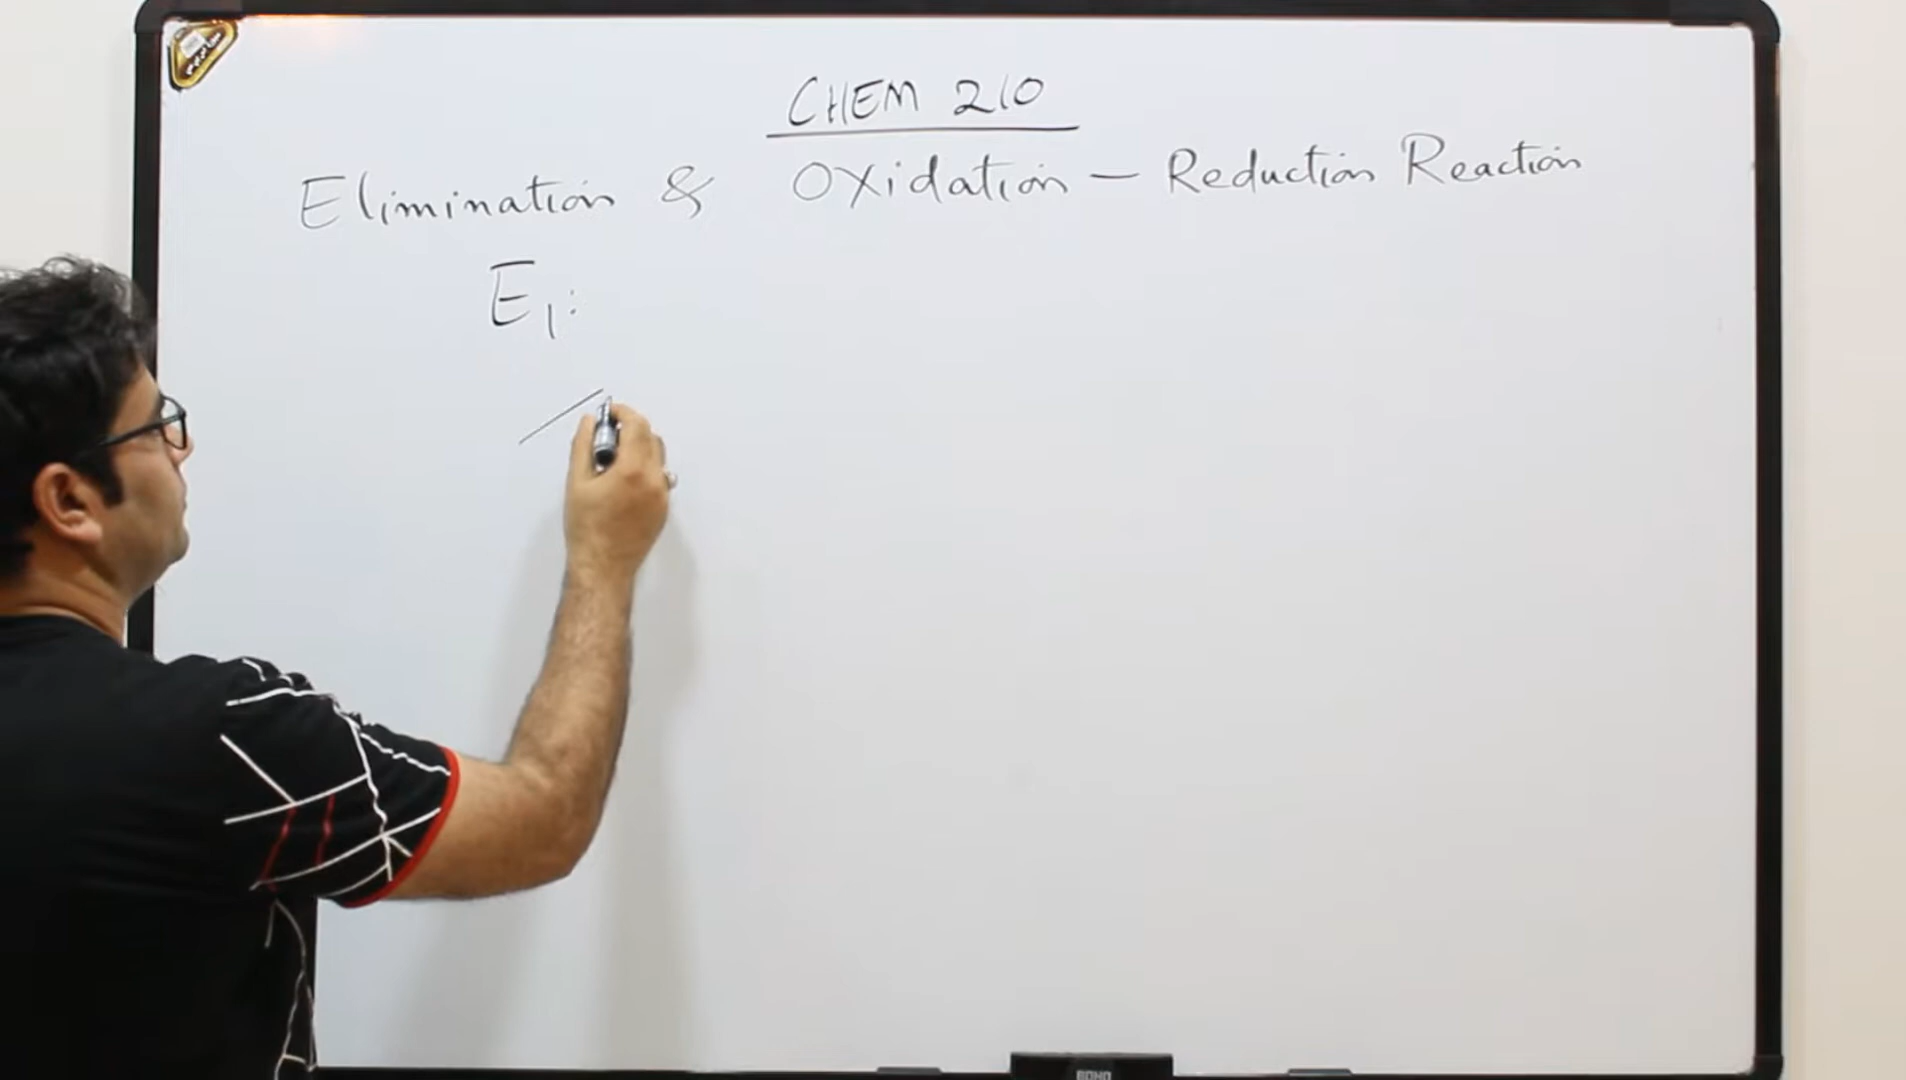 CHEM 210
Elimination & Oxidation – Reduction Reaction
E1: